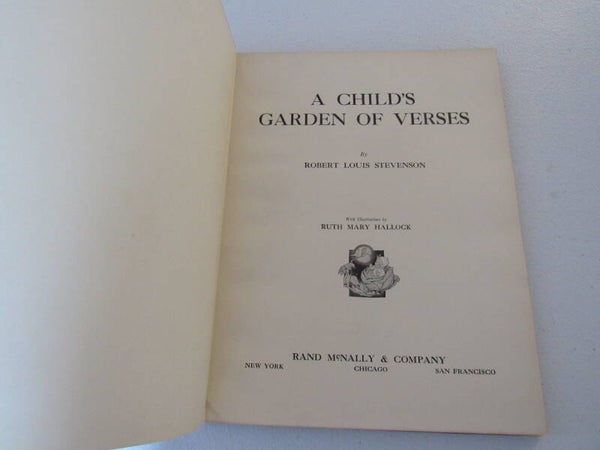 A CHILD'S
GARDEN OF VERSES
By
ROBERT LOUIS STEVENSON
With Illustrations by
RUTH MARY HALLOCK
RAND McNALLY & COMPANY
NEW YORK CHICAGO SAN FRANCISCO